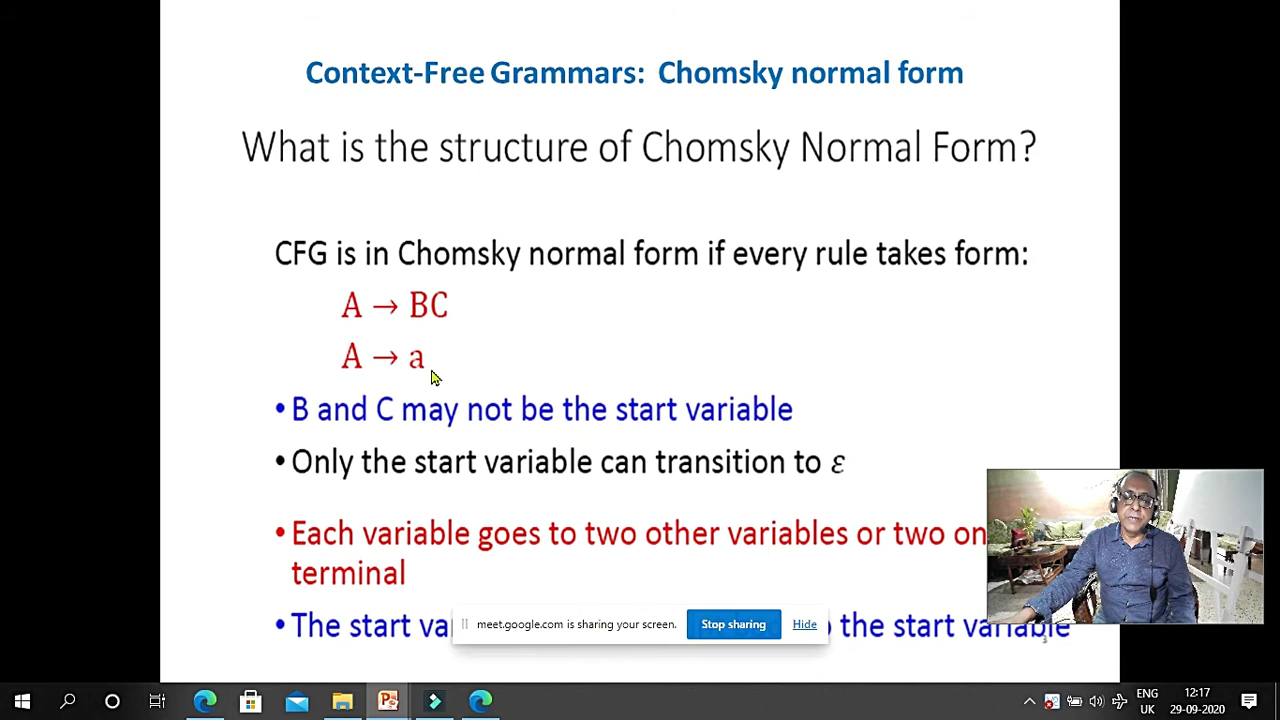 Context-Free Grammars: Chomsky normal form
What is the structure of Chomsky Normal Form?
CFG is in Chomsky normal form if every rule takes form:
A → BC
A → a
• B and C may not be the start variable
• Only the start variable can transition to ε
• Each variable goes to two other variables or two
terminal
• The start the start variable
meet.google.com is sharing your screen. Stop sharing Hide
ENG 12:17
UK 29-09-2020